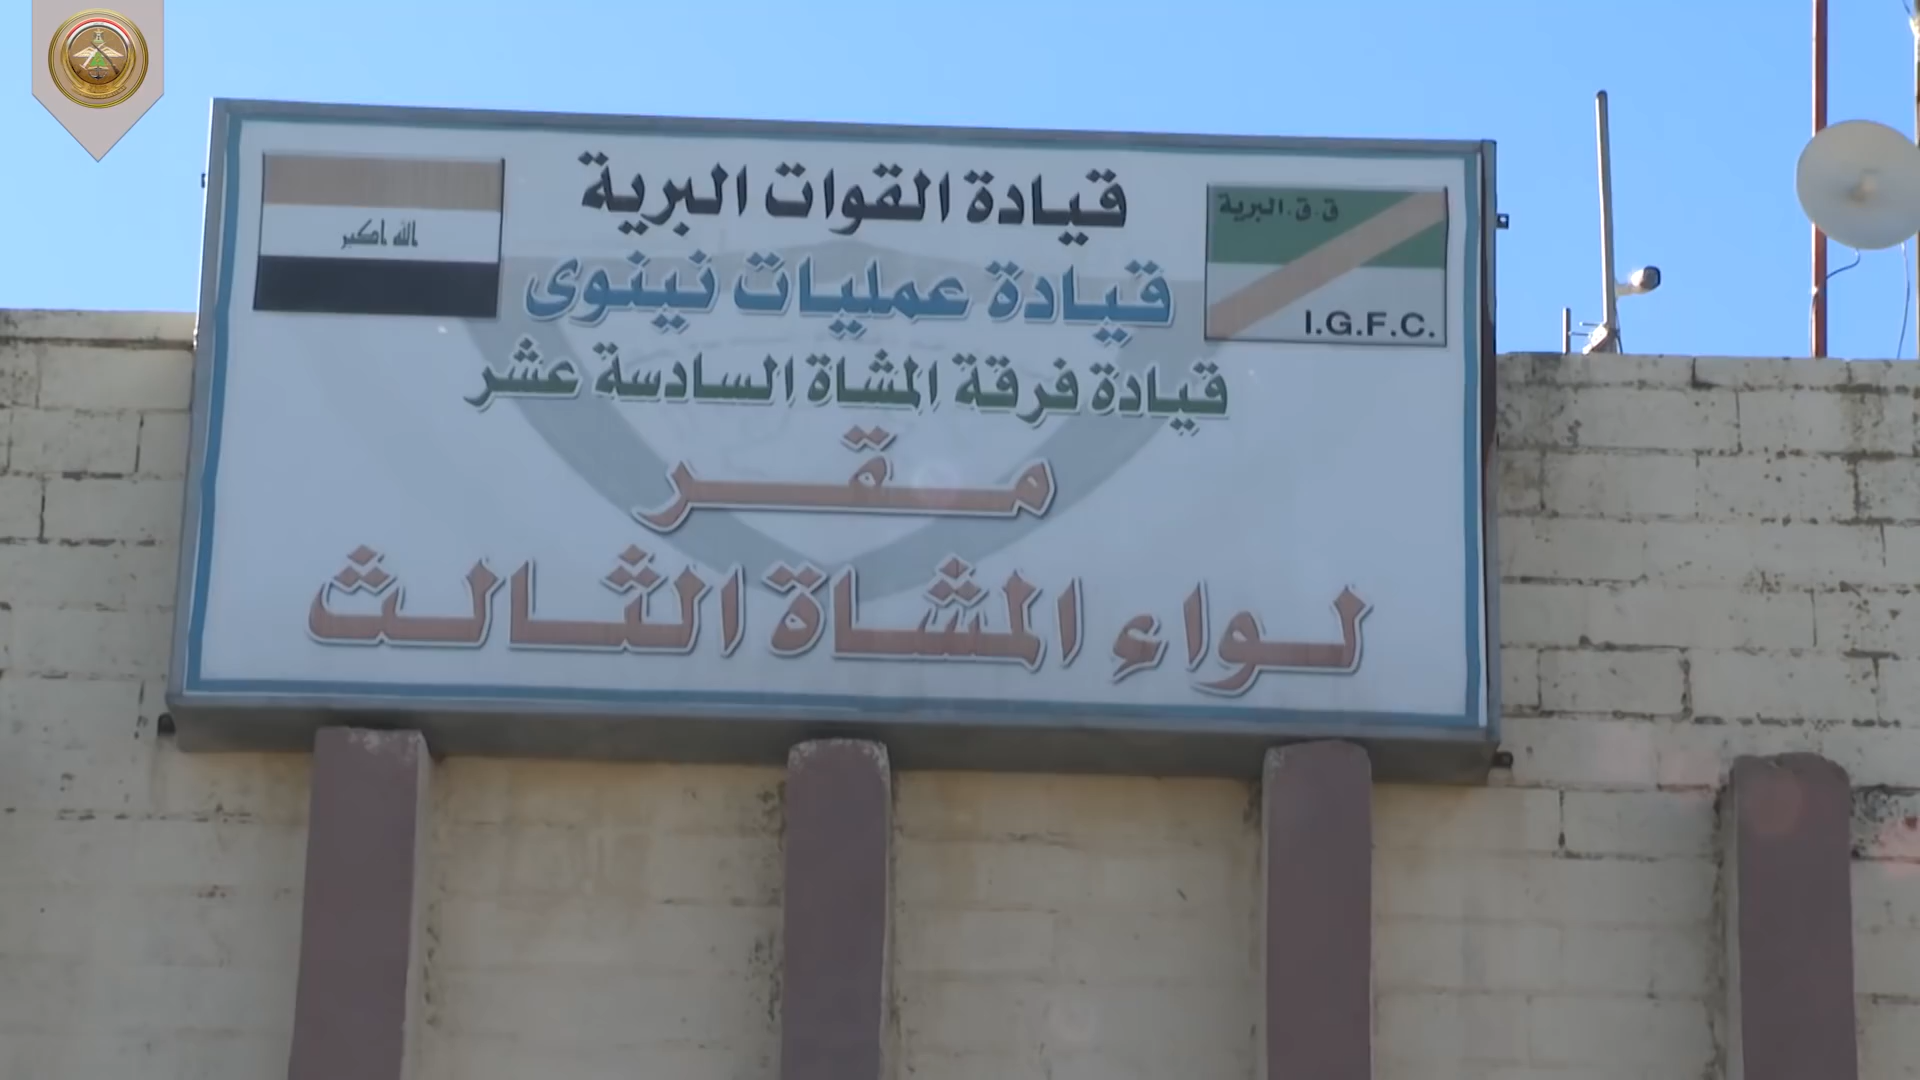 قيادة القوات البرية
قيادة عمليات نينوى
قيادة فرقة المشاة السادسة عشر
مقر
لواء المشاة الثالث
الله اكبر
ق.ق.البرية
I.G.F.C.